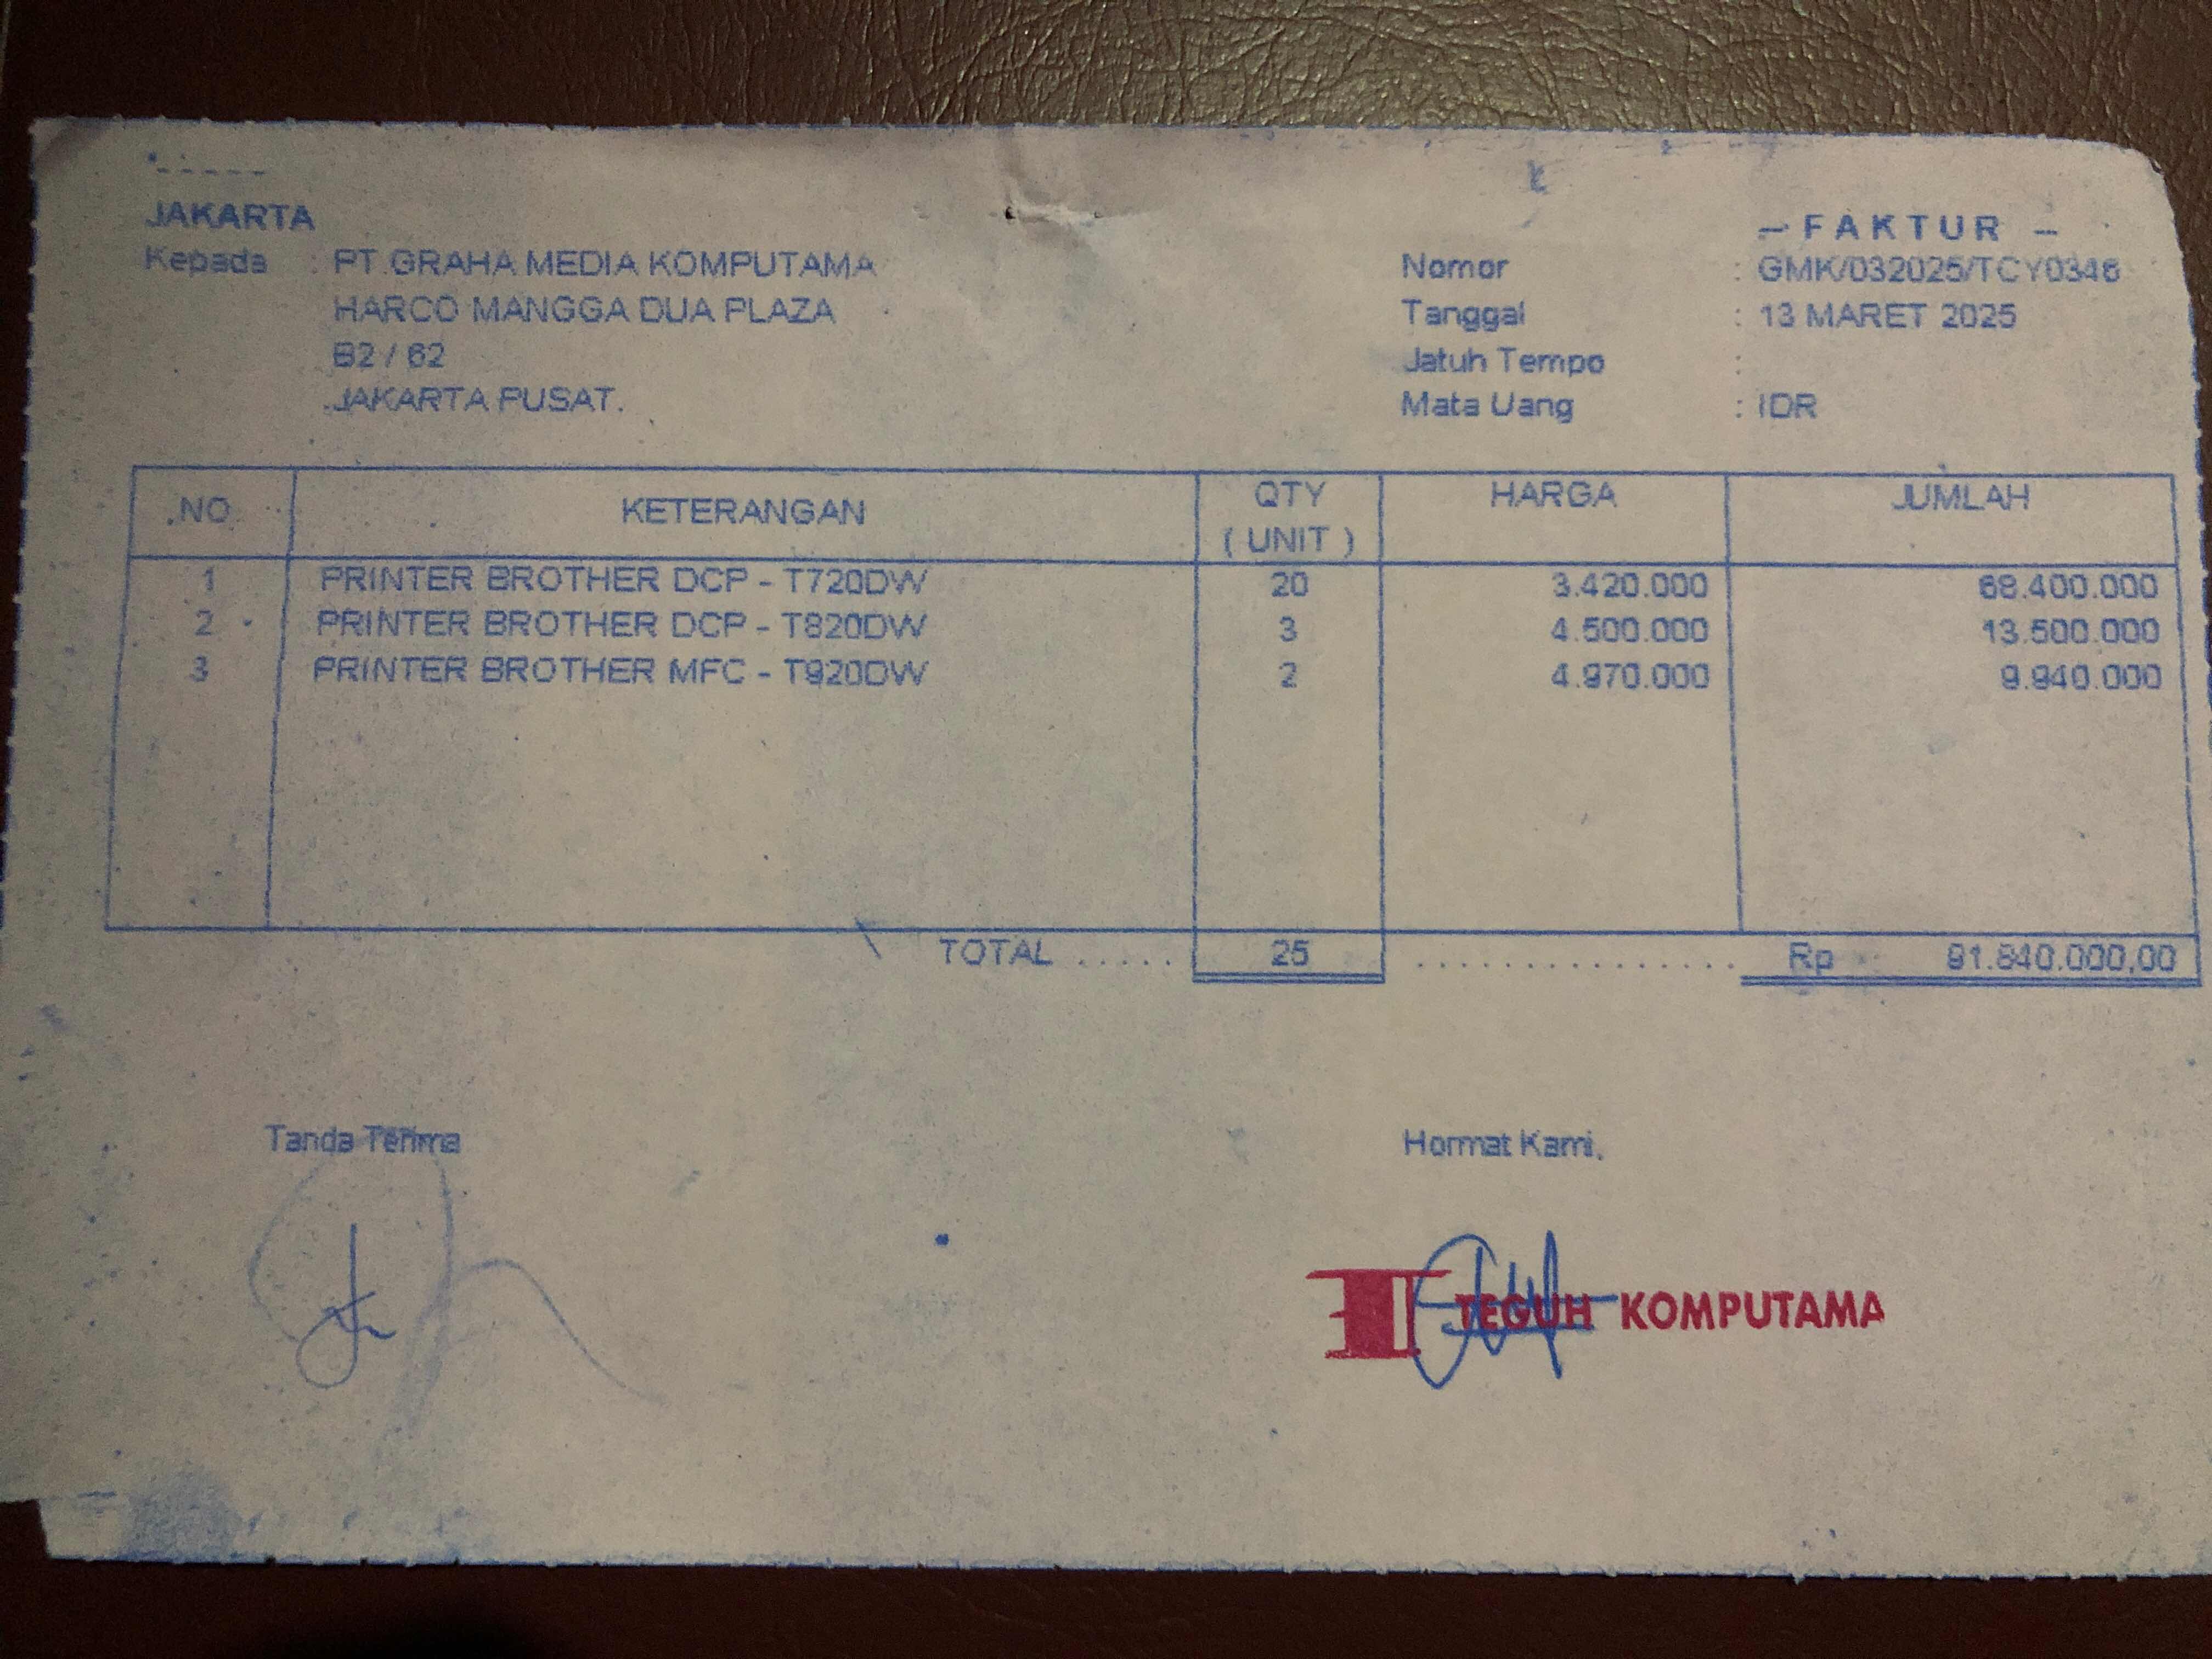 JAKARTA
Kepada : PT.GRAHA MEDIA KOMPUTAMA
HARCO MANGGA DUA PLAZA
B2 / 62
JAKARTA PUSAT.
- FAKTUR -
Nomor : GMK/032025/TCY0346
Tanggal : 13 MARET 2025
Jatuh Tempo :
Mata Uang : IDR
NO KETERANGAN QTY ( UNIT ) HARGA JUMLAH
1 PRINTER BROTHER DCP - T720DW 20 3.420.000 68.400.000
2 PRINTER BROTHER DCP - T820DW 3 4.500.000 13.500.000
3 PRINTER BROTHER MFC - T920DW 2 4.970.000 9.940.000
TOTAL ..... 25 ............... Rp 91.840.000,00
Tanda Terima
Hormat Kami,
TEGUH KOMPUTAMA